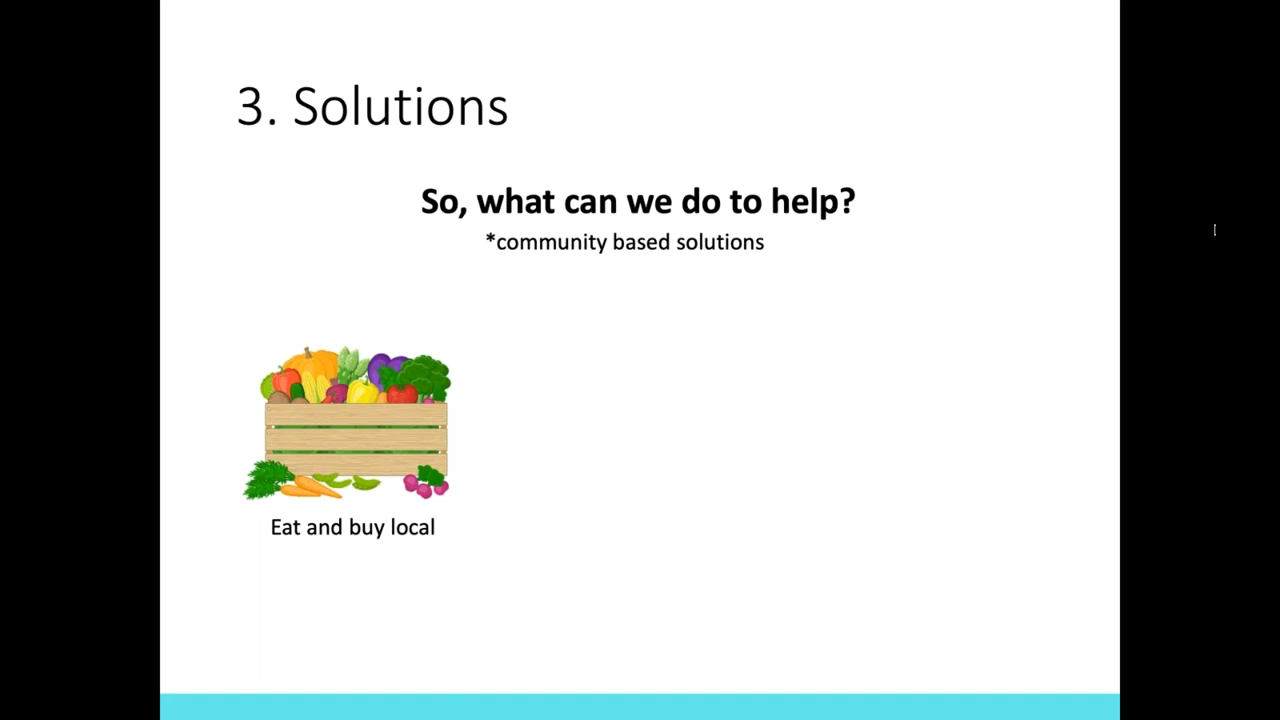 3. Solutions
So, what can we do to help?
*community based solutions
Eat and buy local